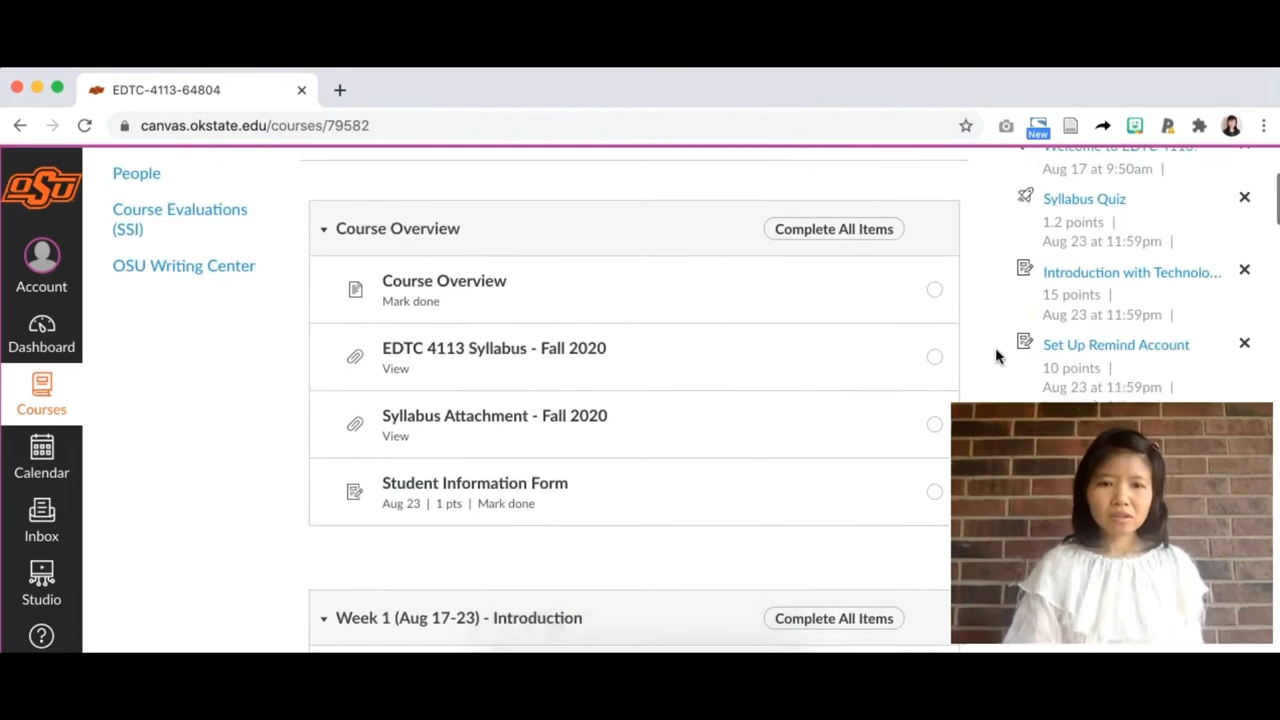 EDTC-4113-64804
canvas.okstate.edu/courses/79582
New
OSU
Account
Dashboard
Courses
Calendar
Inbox
Studio
People
Course Evaluations
(SSI)
OSU Writing Center
Course Overview
Complete All Items
Course Overview
Mark done
EDTC 4113 Syllabus - Fall 2020
View
Syllabus Attachment - Fall 2020
View
Student Information Form
Aug 23 | 1 pts | Mark done
Week 1 (Aug 17-23) - Introduction
Complete All Items
Welcome to EDTC 4113!
Aug 17 at 9:50am |
Syllabus Quiz
1.2 points |
Aug 23 at 11:59pm |
Introduction with Technolo...
15 points |
Aug 23 at 11:59pm |
Set Up Remind Account
10 points |
Aug 23 at 11:59pm |